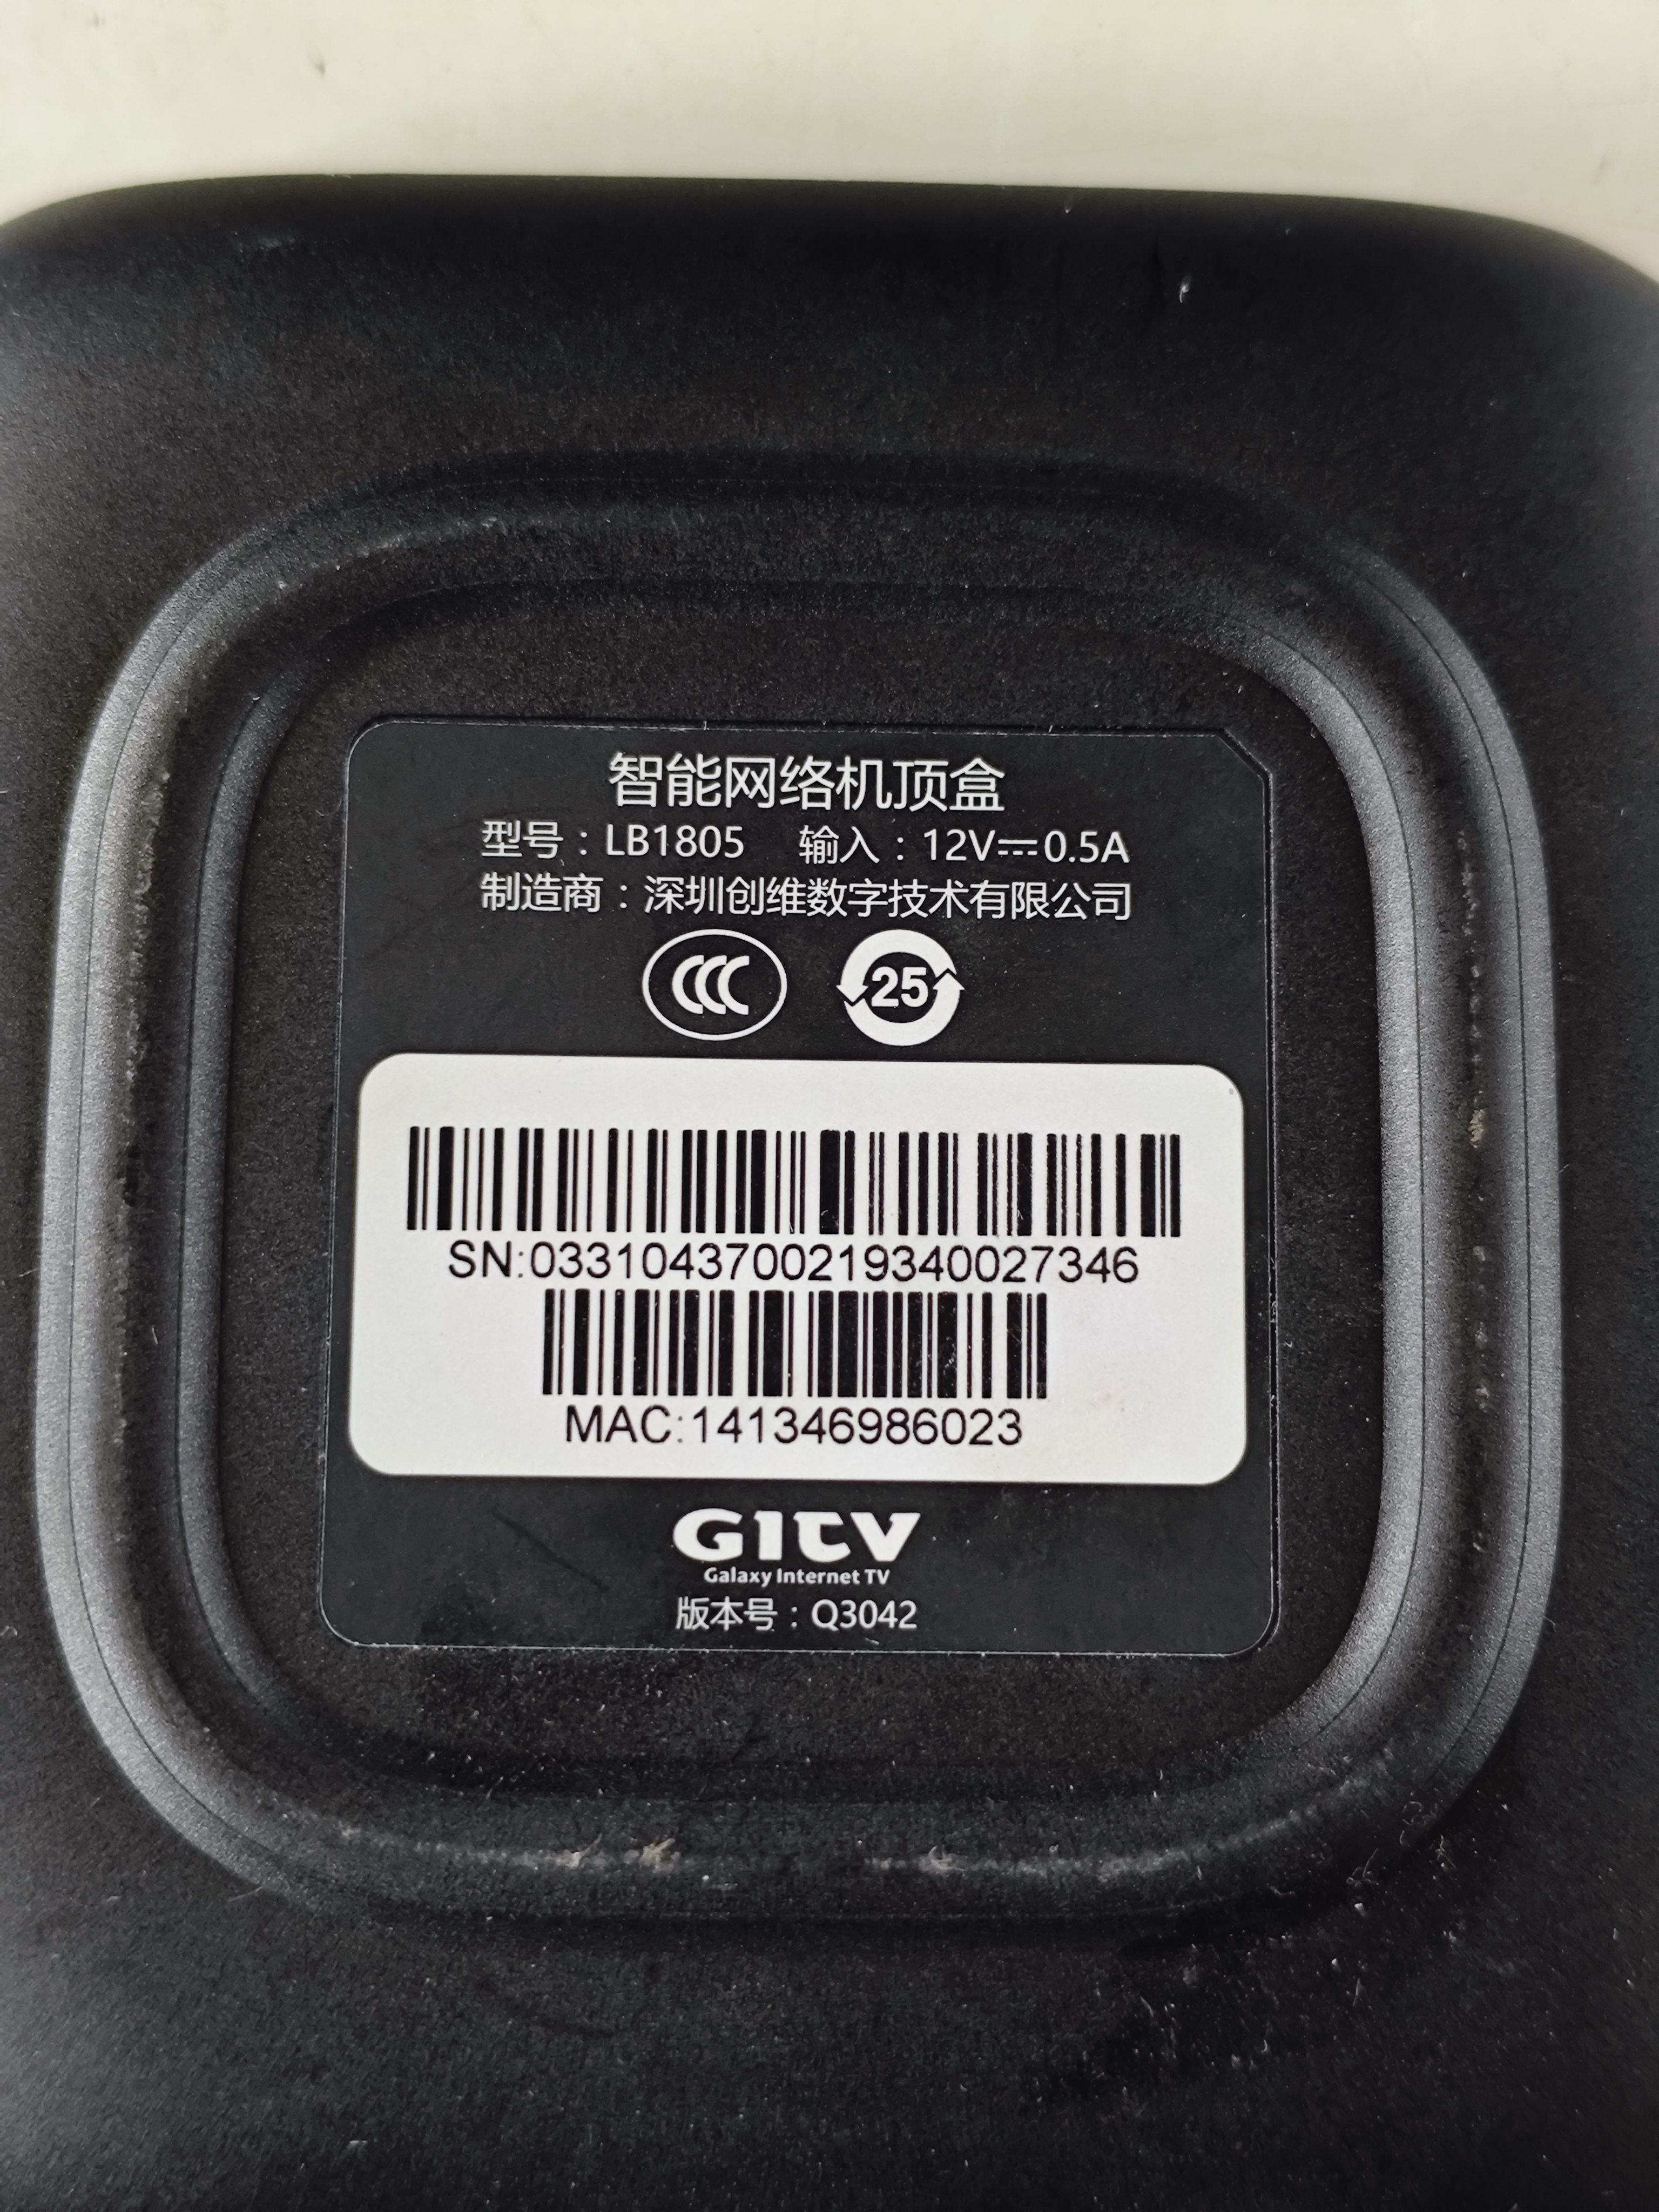 智能网络机顶盒
型号：LB1805 输入：12V⎓0.5A
制造商：深圳创维数字技术有限公司
CCC 25
SN:0331043700219340027346
MAC:141346986023
GITV
Galaxy Internet TV
版本号：Q3042